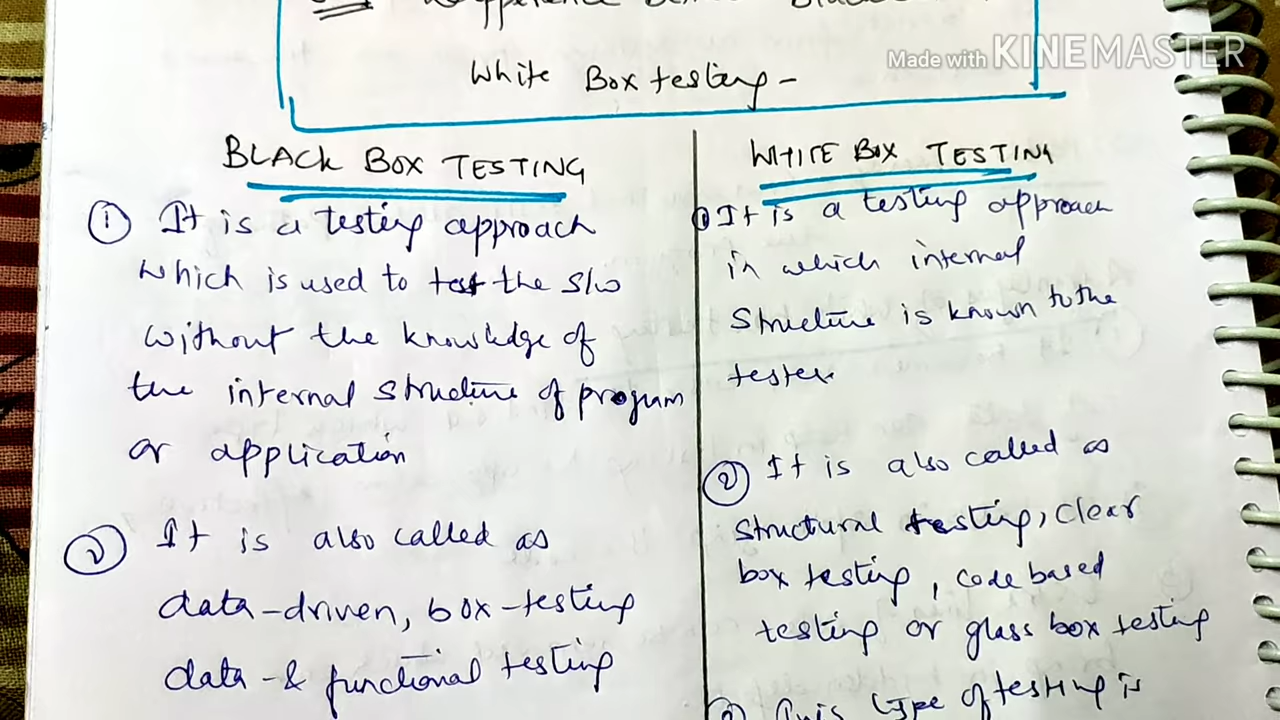 Made with KINEMASTER
White Box testing -
BLACK BOX TESTING
① It is a testing approach
which is used to test the S/w
without the knowledge of
the internal structure of program
or application
② It is also called as
data-driven, box-testing
data-& functional testing
WHITE BOX TESTING
① It is a testing approach
in which internal
structure is known to the
tester.
② It is also called as
structural testing, clear
box testing, code based
testing or glass box testing
type of testing is